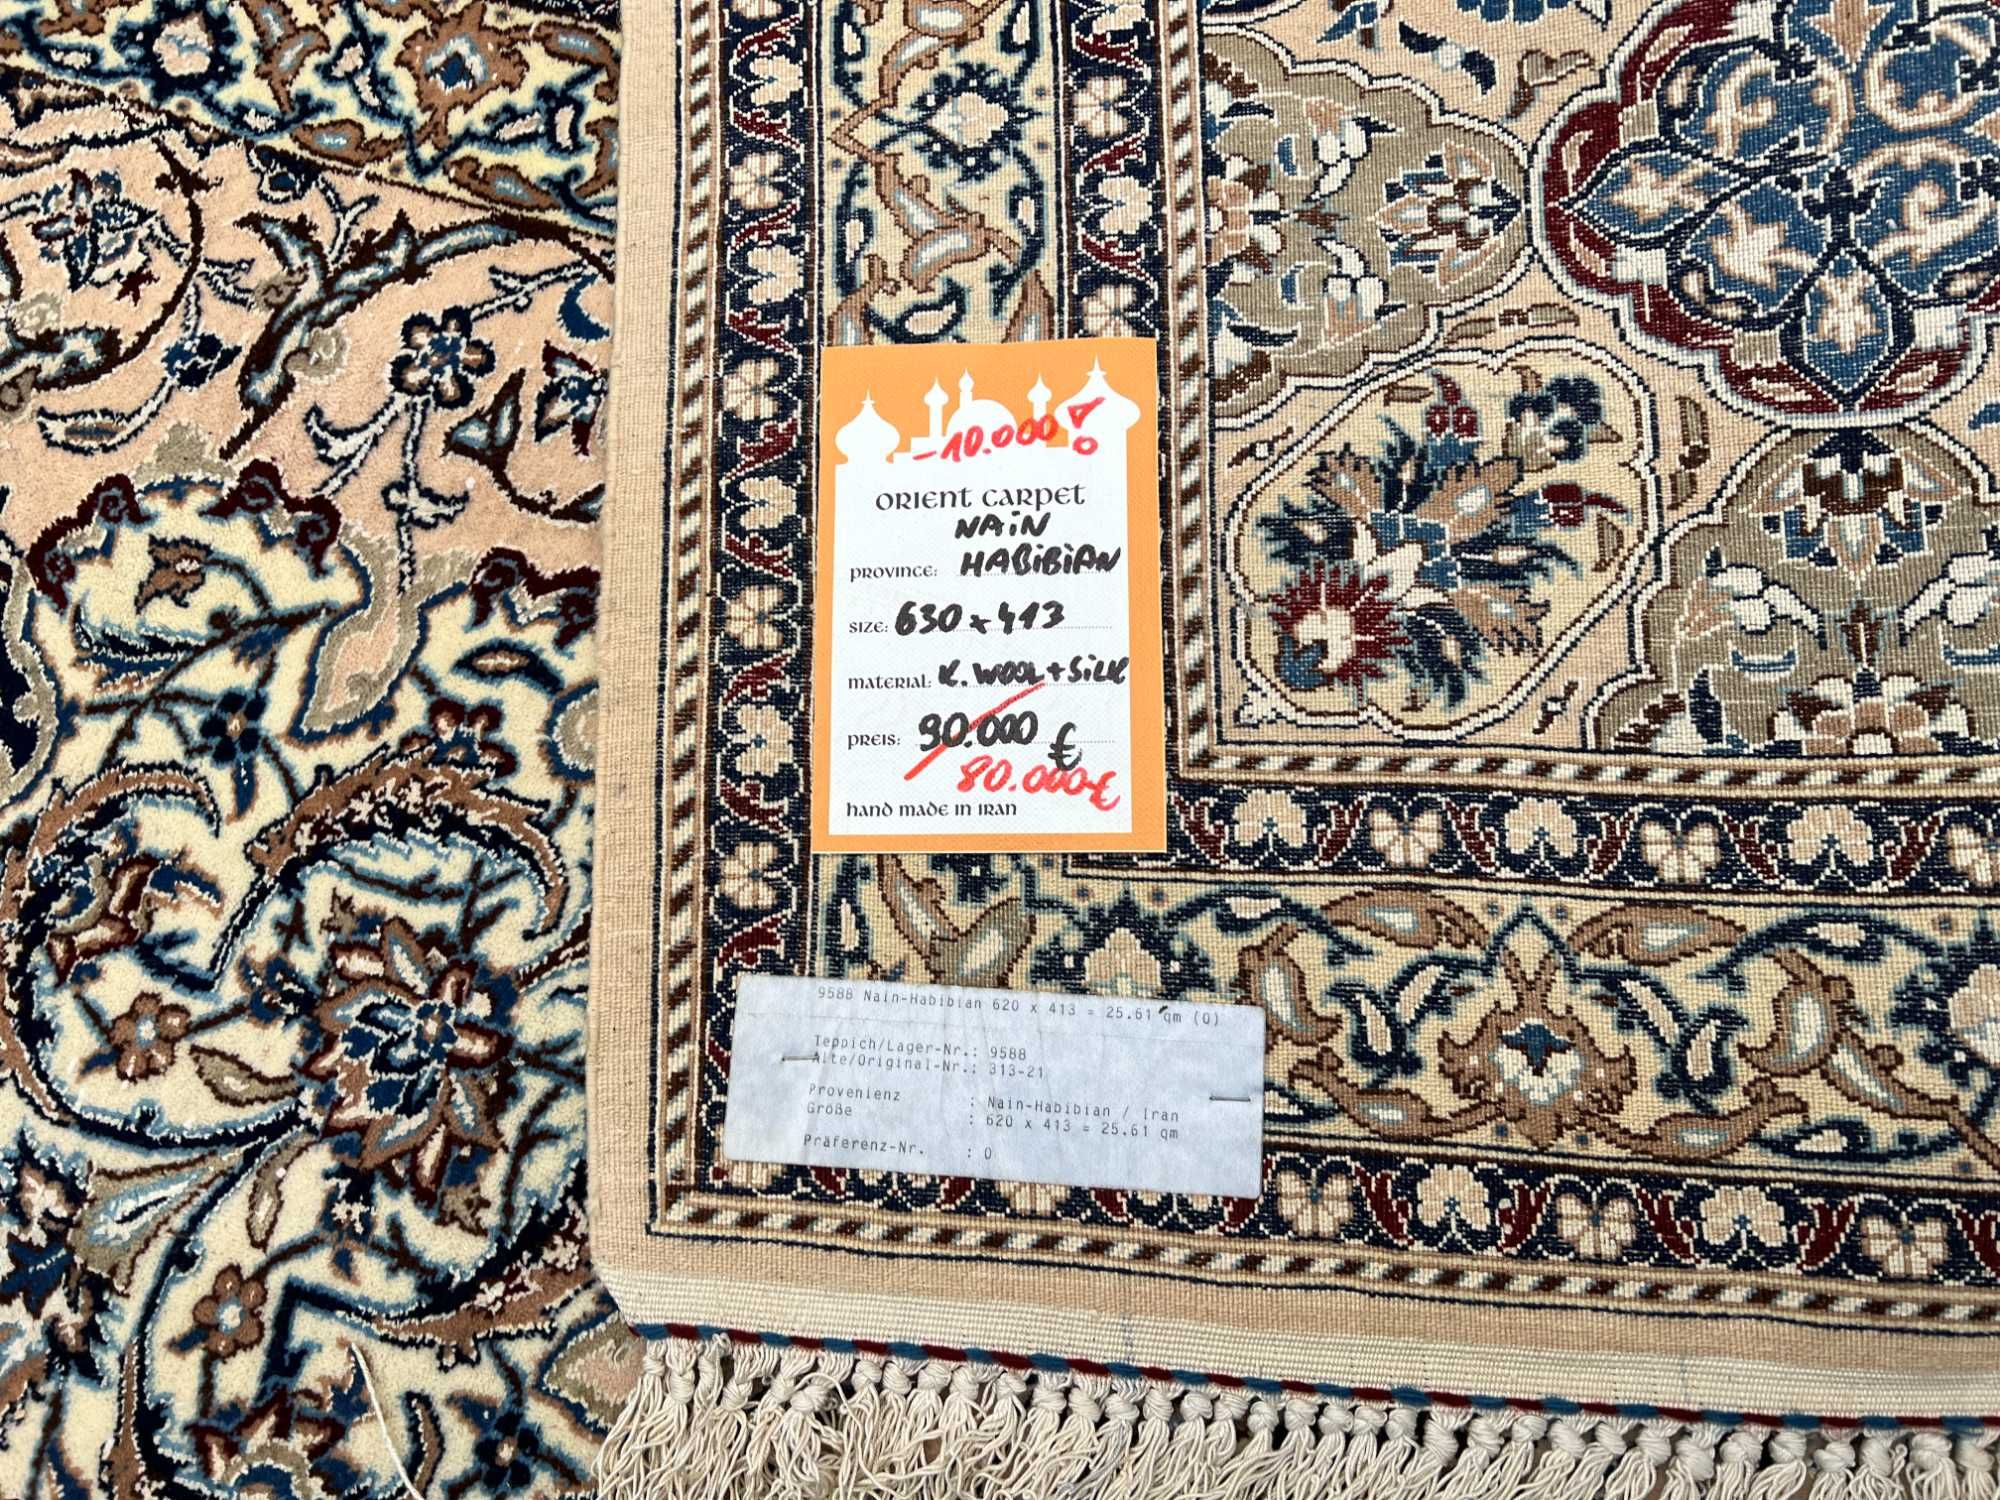 -10.000 !
ORIENT CARPET
NAIN
PROVINCE: HABIBIAN
SIZE: 630 x 413
MATERIAL: K. WOOL + SILK
PREIS: 90.000 €
80.000€
HAND MADE IN IRAN
9588 Nain-Habibian 620 x 413 = 25.61 qm (0)
Teppich/Lager-Nr.: 9588
Alte/Original-Nr.: 313-21
Provenienz : Nain-Habibian / Iran
Größe : 620 x 413 = 25.61 qm
Präferenz-Nr. : 0